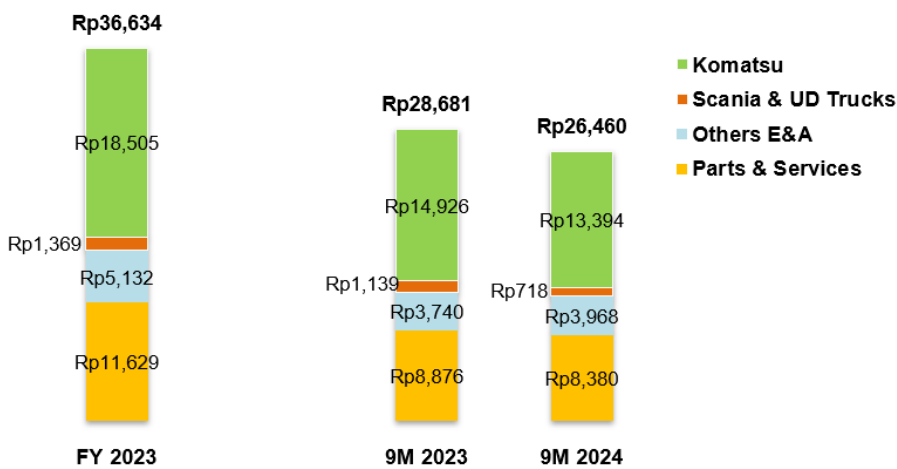 Rp36,634
Rp18,505
Rp1,369
Rp5,132
Rp11,629
FY 2023
Rp28,681
Rp14,926
Rp1,139
Rp3,740
Rp8,876
9M 2023
Rp26,460
Rp13,394
Rp718
Rp3,968
Rp8,380
9M 2024
Komatsu
Scania & UD Trucks
Others E&A
Parts & Services